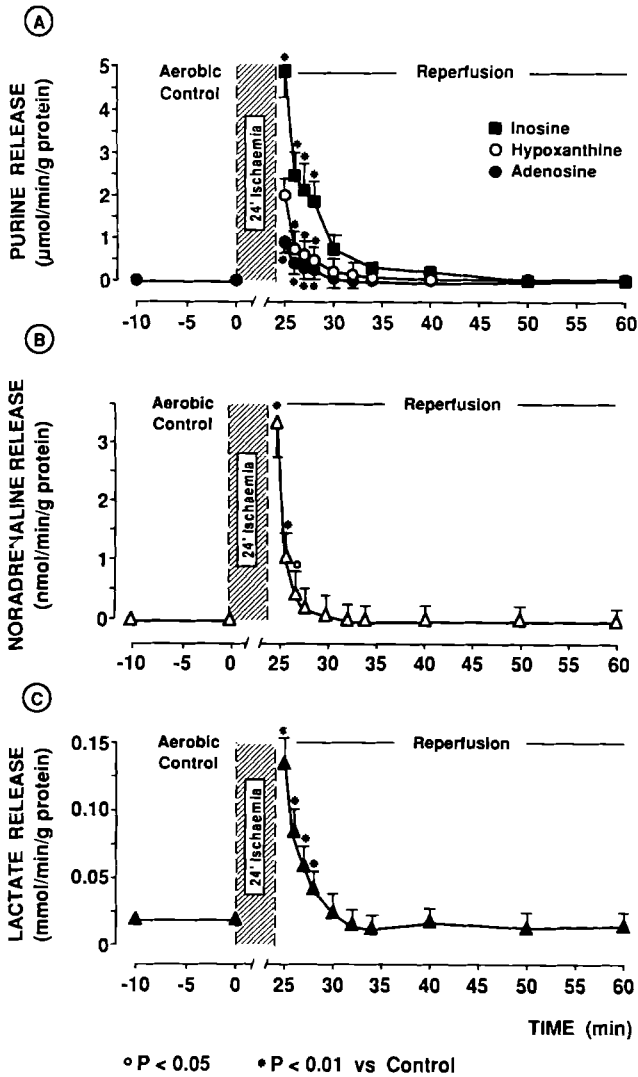 A
PURINE RELEASE
(µmol/min/g protein)
5
4
3
2
1
0
Aerobic
Control
24' Ischaemia
Reperfusion
Inosine
Hypoxanthine
Adenosine
-10 -5 0 25 30 35 40 45 50 55 60
B
NORADRENALINE RELEASE
(nmol/min/g protein)
3
2
1
0
Aerobic
Control
24' Ischaemia
Reperfusion
-10 -5 0 25 30 35 40 45 50 55 60
C
LACTATE RELEASE
(mmol/min/g protein)
0.15
0.10
0.05
0
Aerobic
Control
24' Ischaemia
Reperfusion
-10 -5 0 25 30 35 40 45 50 55 60
TIME (min)
° P < 0.05 * P < 0.01 vs Control